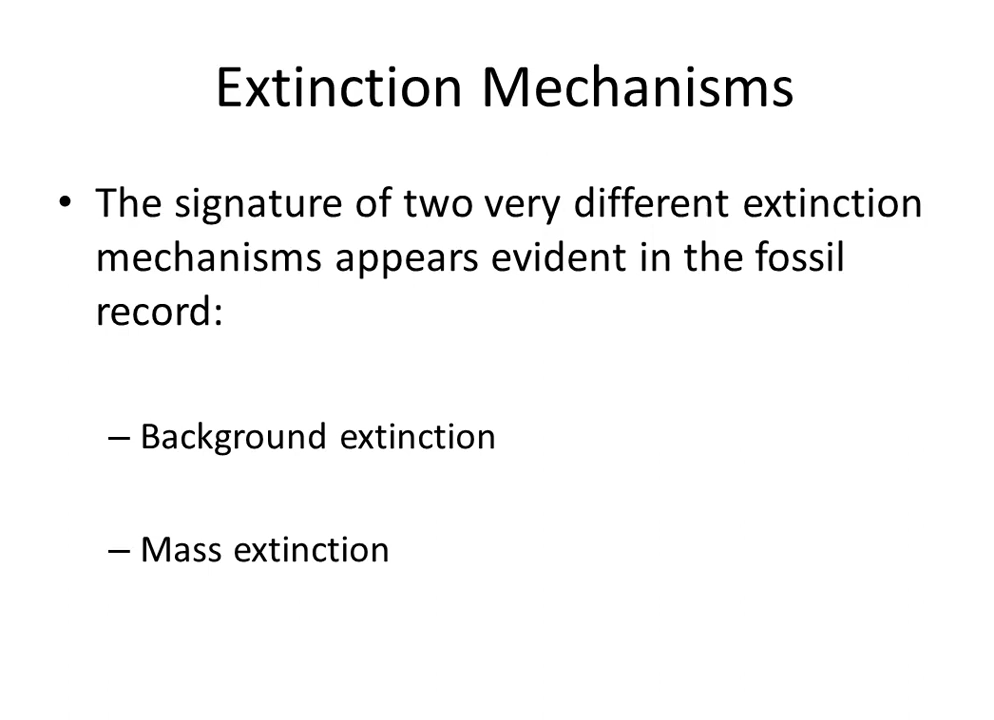 Extinction Mechanisms
• The signature of two very different extinction
mechanisms appears evident in the fossil
record:
– Background extinction
– Mass extinction